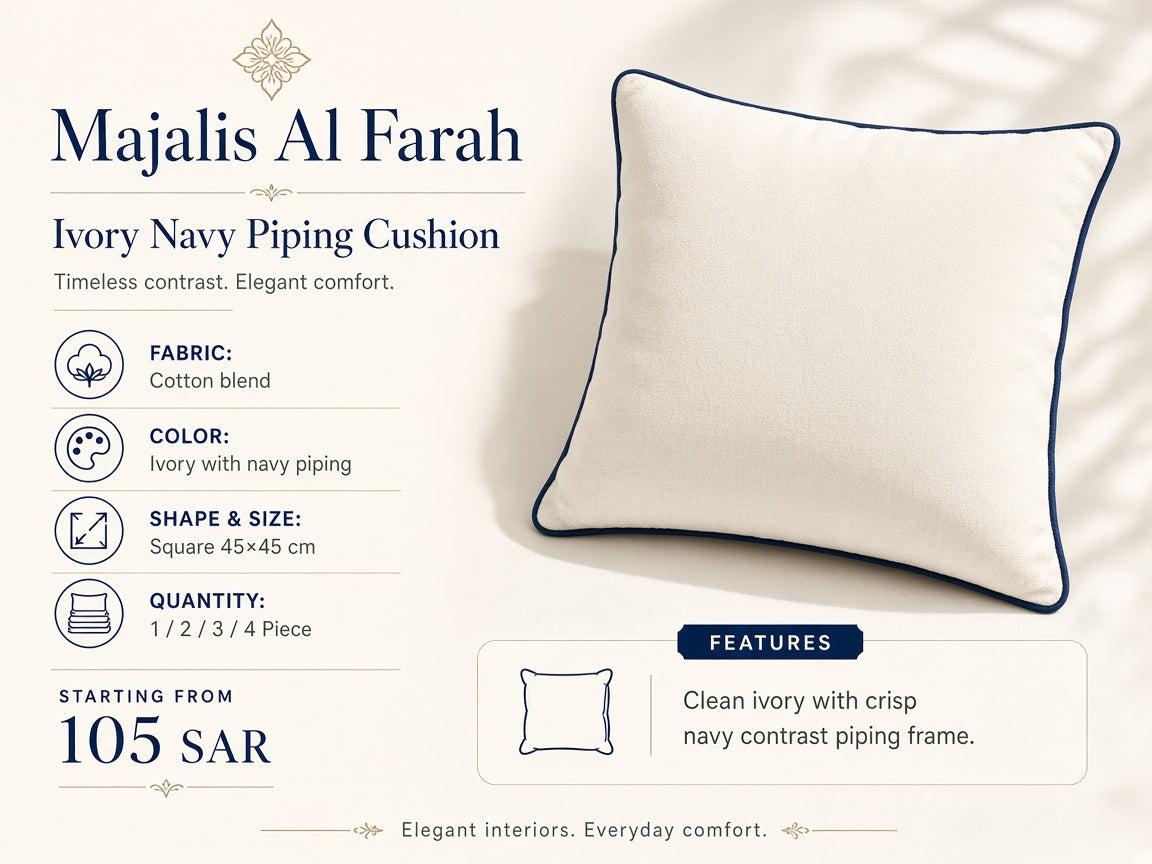 Majalis Al Farah
Ivory Navy Piping Cushion
Timeless contrast. Elegant comfort.
FABRIC:
Cotton blend
COLOR:
Ivory with navy piping
SHAPE & SIZE:
Square 45×45 cm
QUANTITY:
1 / 2 / 3 / 4 Piece
STARTING FROM
105 SAR
FEATURES
Clean ivory with crisp
navy contrast piping frame.
Elegant interiors. Everyday comfort.